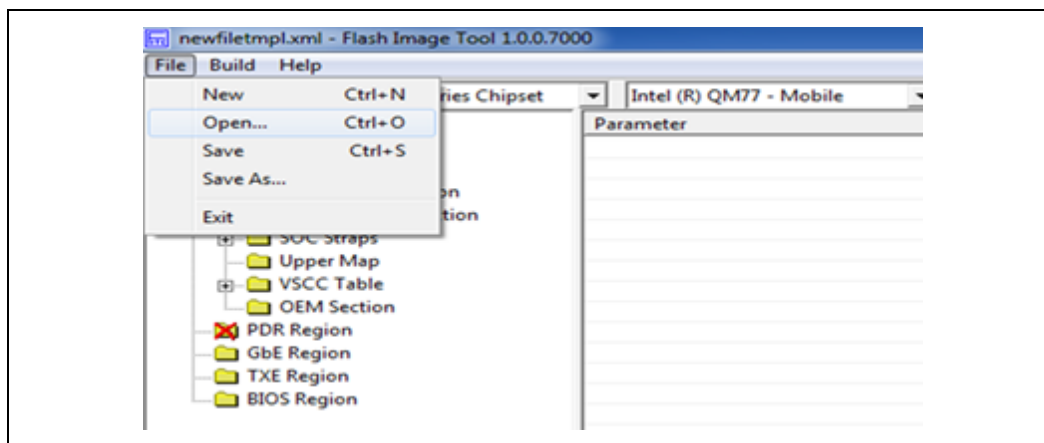 newfiletmpl.xml - Flash Image Tool 1.0.0.7000
File Build Help
New Ctrl+N
Open... Ctrl+O
Save Ctrl+S
Save As...
Exit
ries Chipset
Intel (R) QM77 - Mobile
Parameter
on
tion
SOC Straps
Upper Map
VSCC Table
OEM Section
PDR Region
GbE Region
TXE Region
BIOS Region